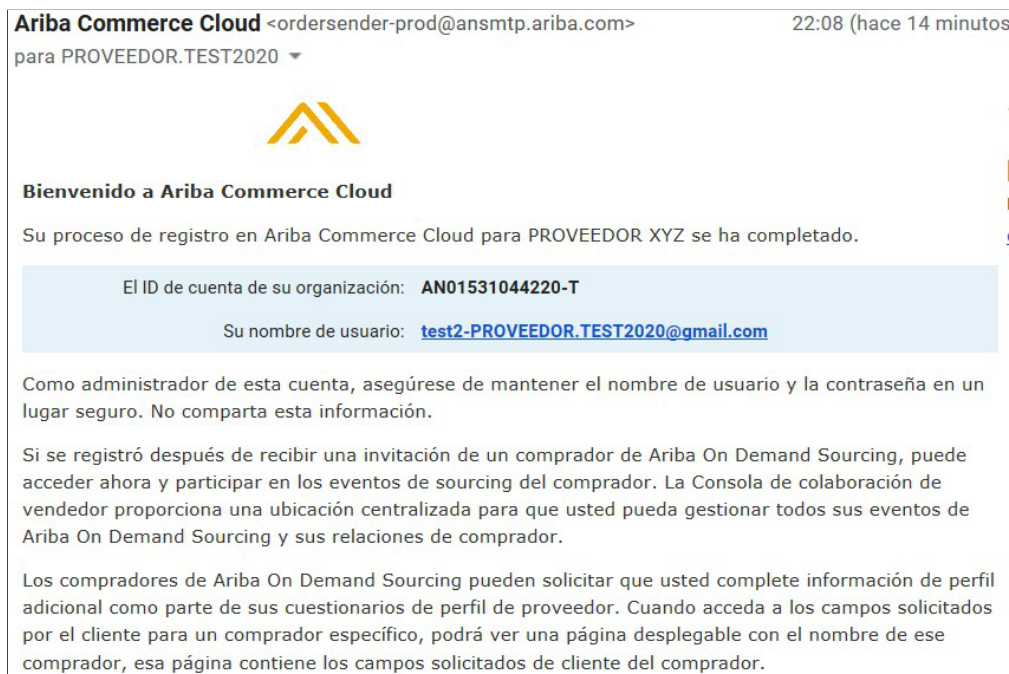 Ariba Commerce Cloud <ordersender-prod@ansmtp.ariba.com> 22:08 (hace 14 minutos
para PROVEEDOR.TEST2020
Bienvenido a Ariba Commerce Cloud
Su proceso de registro en Ariba Commerce Cloud para PROVEEDOR XYZ se ha completado.
El ID de cuenta de su organización: AN01531044220-T
Su nombre de usuario: test2-PROVEEDOR.TEST2020@gmail.com
Como administrador de esta cuenta, asegúrese de mantener el nombre de usuario y la contraseña en un
lugar seguro. No comparta esta información.
Si se registró después de recibir una invitación de un comprador de Ariba On Demand Sourcing, puede
acceder ahora y participar en los eventos de sourcing del comprador. La Consola de colaboración de
vendedor proporciona una ubicación centralizada para que usted pueda gestionar todos sus eventos de
Ariba On Demand Sourcing y sus relaciones de comprador.
Los compradores de Ariba On Demand Sourcing pueden solicitar que usted complete información de perfil
adicional como parte de sus cuestionarios de perfil de proveedor. Cuando acceda a los campos solicitados
por el cliente para un comprador específico, podrá ver una página desplegable con el nombre de ese
comprador, esa página contiene los campos solicitados de cliente del comprador.